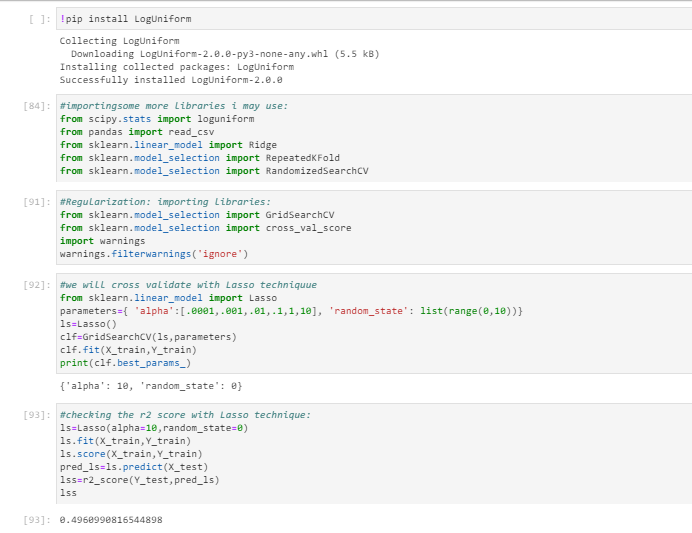 [ ]: !pip install LogUniform
Collecting LogUniform
Downloading LogUniform-2.0.0-py3-none-any.whl (5.5 kB)
Installing collected packages: LogUniform
Successfully installed LogUniform-2.0.0
[84]: #importingsome more Libraries i may use:
from scipy.stats import loguniform
from pandas import read_csv
from sklearn.linear_model import Ridge
from sklearn.model_selection import RepeatedKFold
from sklearn.model_selection import RandomizedSearchCV
[91]: #Regularization: importing Libraries:
from sklearn.model_selection import GridSearchCV
from sklearn.model_selection import cross_val_score
import warnings
warnings.filterwarnings('ignore')
[92]: #we will cross validate with Lasso techniquue
from sklearn.linear_model import Lasso
parameters={ 'alpha':[.0001,.001,.01,.1,1,10], 'random_state': list(range(0,10))}
ls=Lasso()
clf=GridSearchCV(ls,parameters)
clf.fit(X_train,Y_train)
print(clf.best_params_)
{'alpha': 10, 'random_state': 0}
[93]: #checking the r2 score with Lasso technique:
ls=Lasso(alpha=10,random_state=0)
ls.fit(X_train,Y_train)
ls.score(X_train,Y_train)
pred_ls=ls.predict(X_test)
lss=r2_score(Y_test,pred_ls)
lss
[93]: 0.4960990816544898